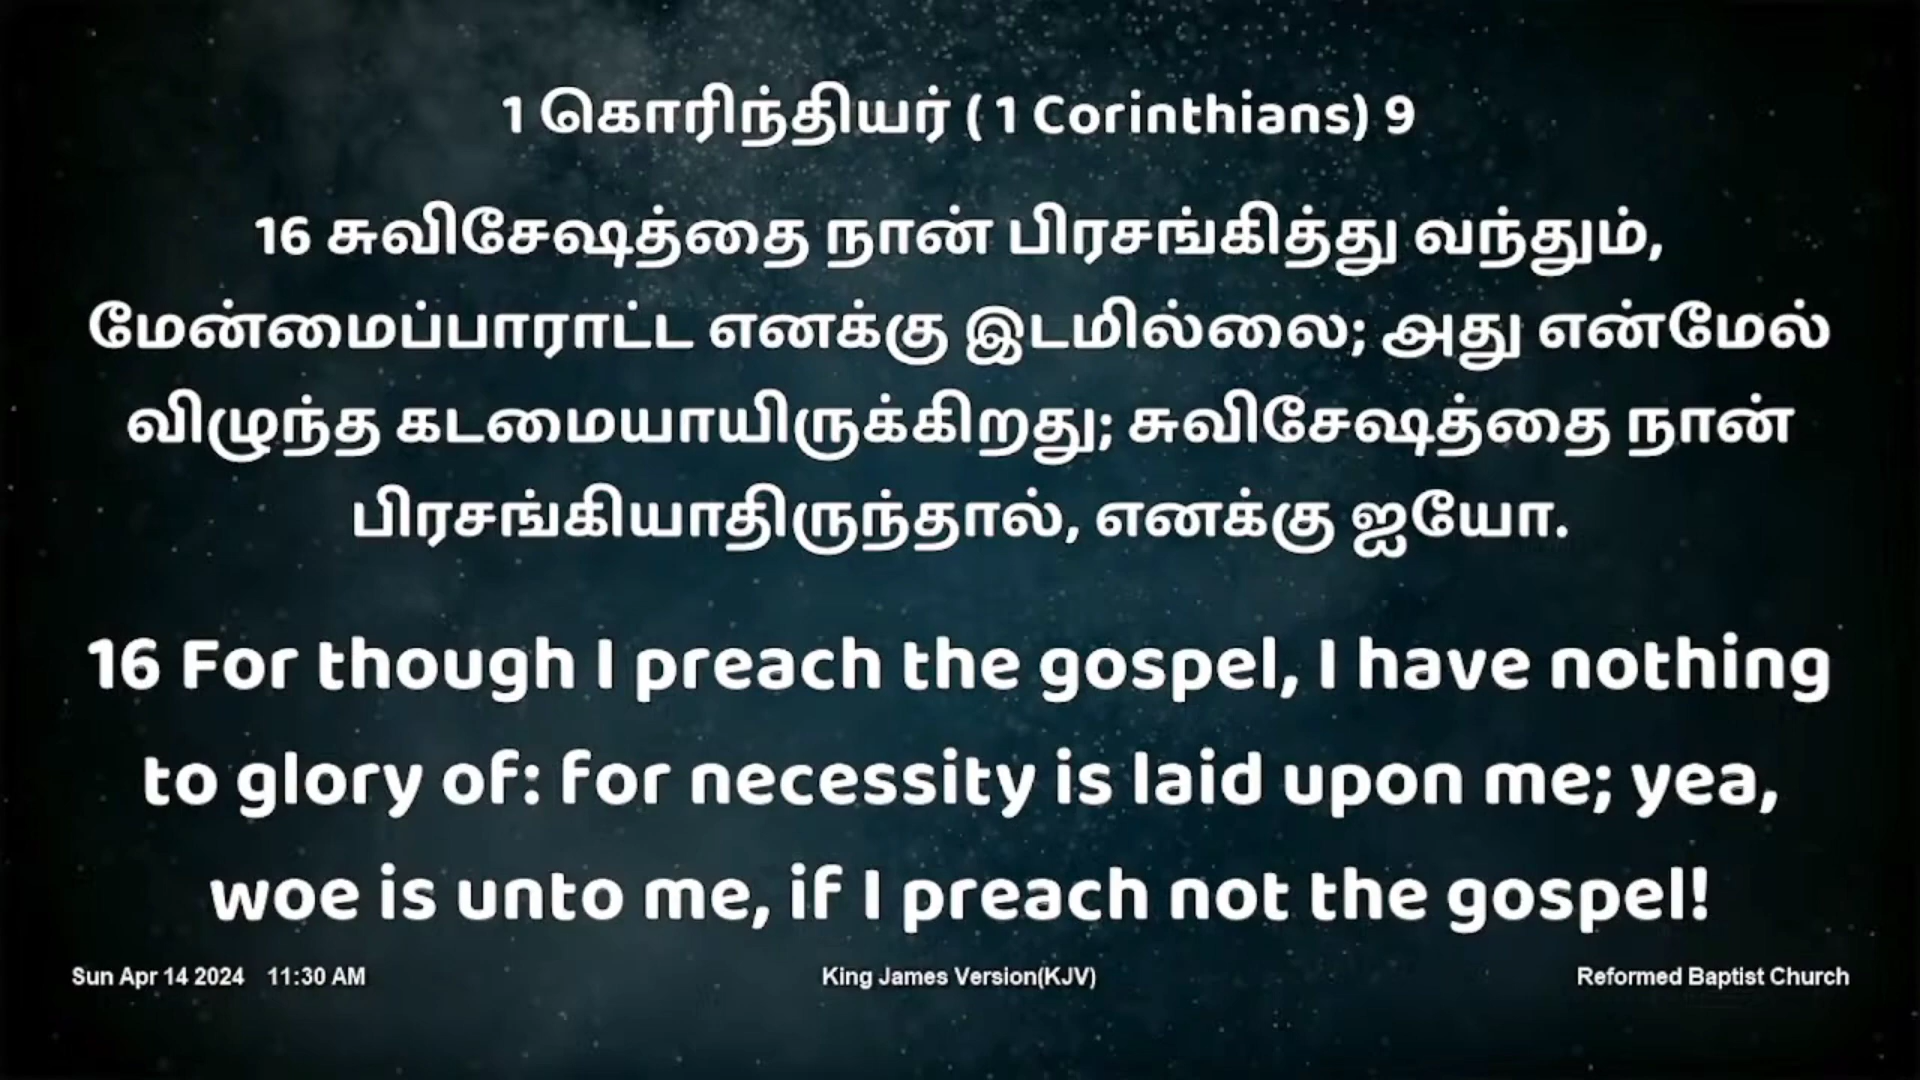 1 கொரிந்தியர் ( 1 Corinthians) 9
16 சுவிசேஷத்தை நான் பிரசங்கித்து வந்தும்,
மேன்மைப்பாராட்ட எனக்கு இடமில்லை; அது என்மேல்
விழுந்த கடமையாயிருக்கிறது; சுவிசேஷத்தை நான்
பிரசங்கியாதிருந்தால், எனக்கு ஐயோ.
16 For though I preach the gospel, I have nothing
to glory of: for necessity is laid upon me; yea,
woe is unto me, if I preach not the gospel!
Sun Apr 14 2024 11:30 AM King James Version(KJV) Reformed Baptist Church